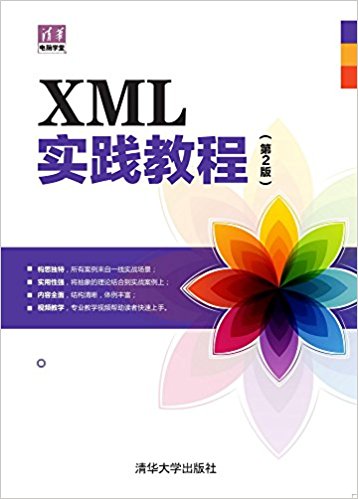 清华
电脑学堂
XML
实践教程
(第2版)
■ 构思独特，所有案例来自一线实战场景；
■ 实用性强，将抽象的理论结合到实战案例上；
■ 内容全面，结构清晰，体例丰富；
■ 视频教学，专业教学视频帮助读者快速上手。
清华大学出版社